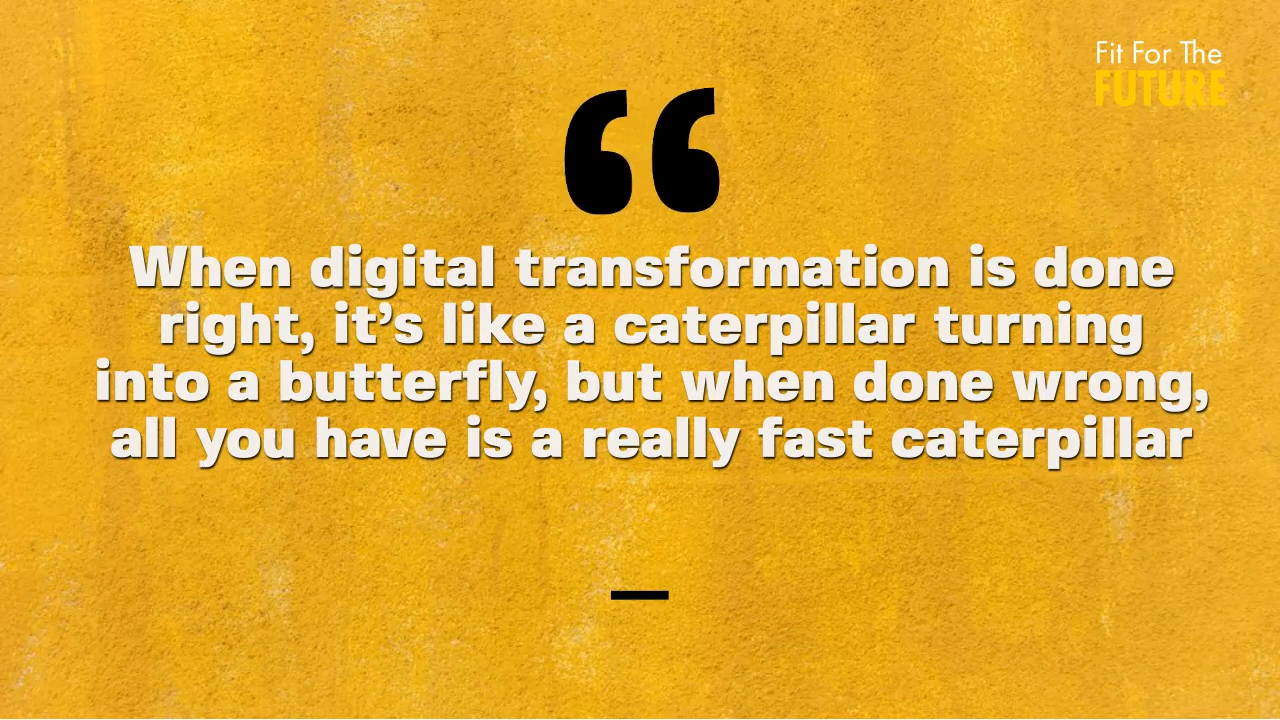 Fit For The
FUTURE
“
When digital transformation is done
right, it’s like a caterpillar turning
into a butterfly, but when done wrong,
all you have is a really fast caterpillar
—